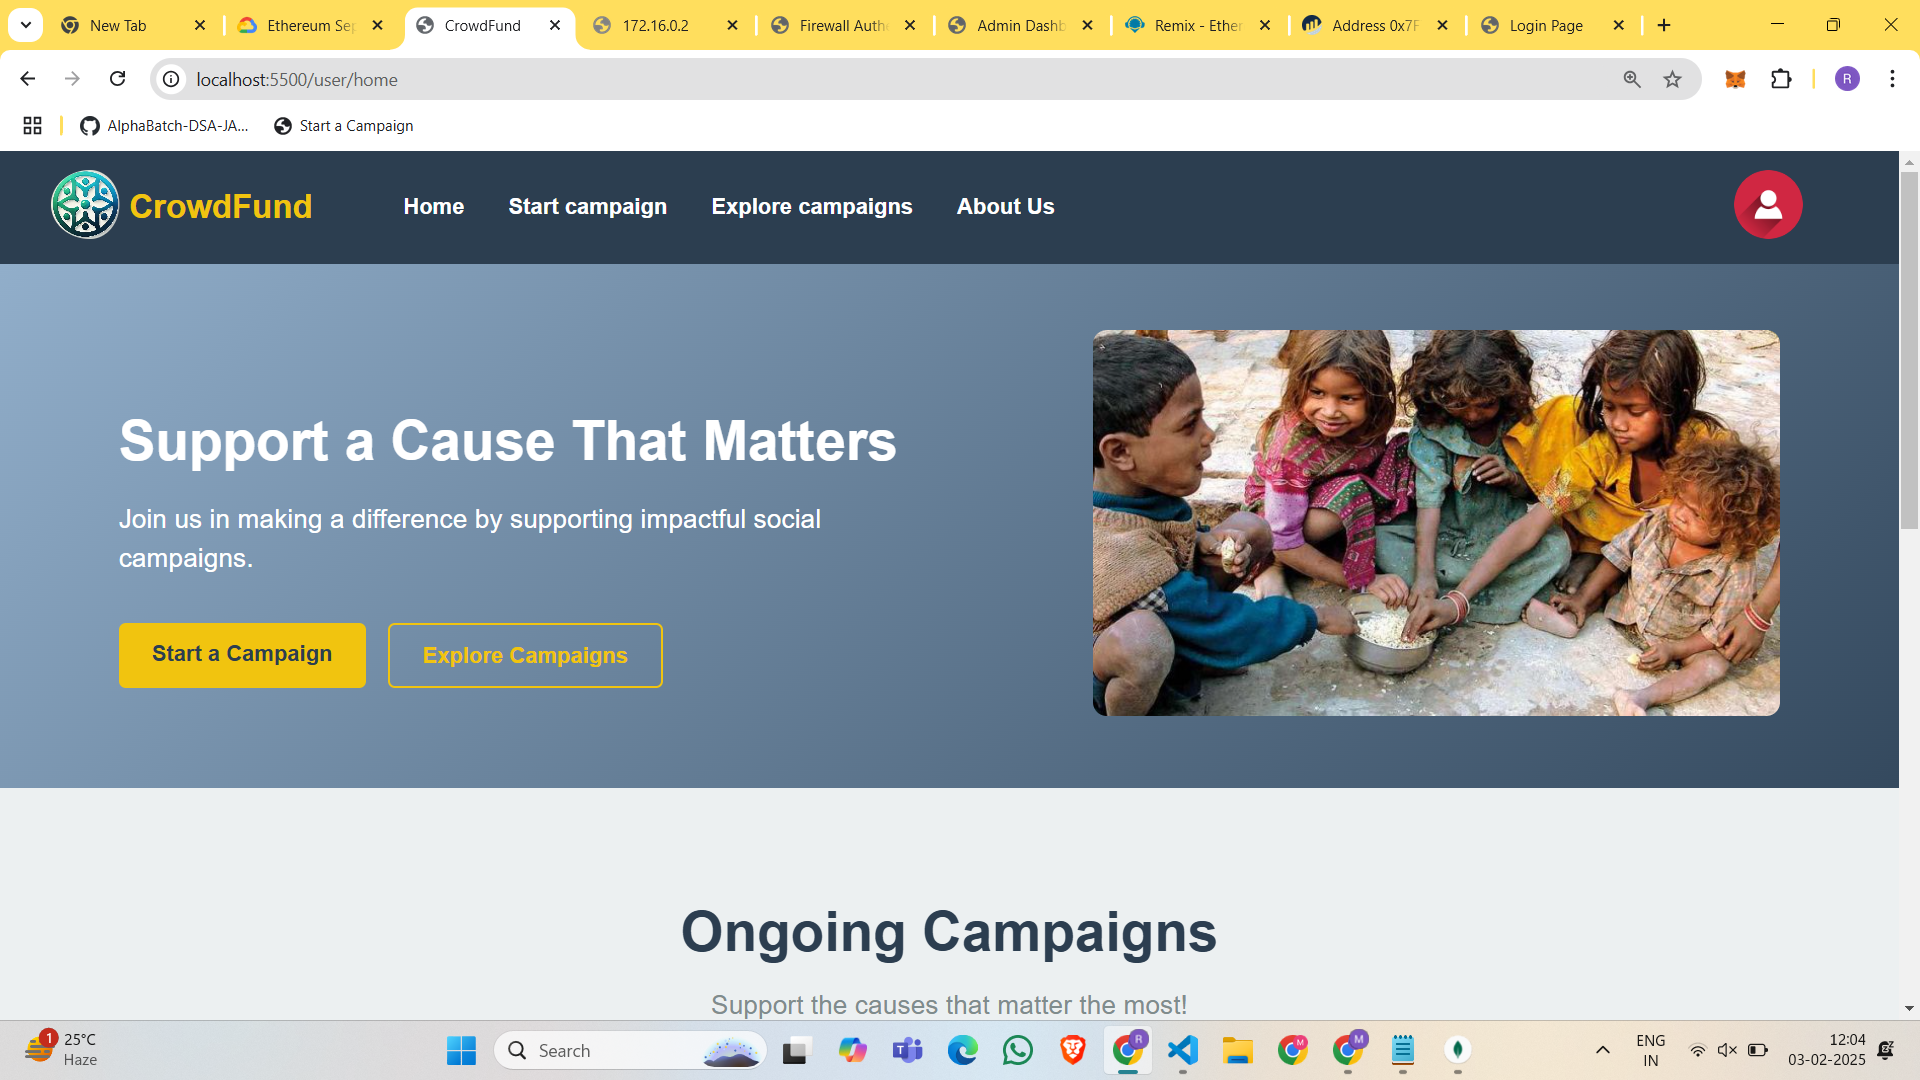 New Tab
Ethereum Sep
CrowdFund
172.16.0.2
Firewall Authe
Admin Dashb
Remix - Ether
Address 0x7F
Login Page
localhost:5500/user/home
R
AlphaBatch-DSA-JA...
Start a Campaign
CrowdFund
Home
Start campaign
Explore campaigns
About Us
Support a Cause That Matters
Join us in making a difference by supporting impactful social
campaigns.
Start a Campaign
Explore Campaigns
Ongoing Campaigns
Support the causes that matter the most!
1
25°C
Haze
Search
R
M
M
ENG
IN
12:04
03-02-2025